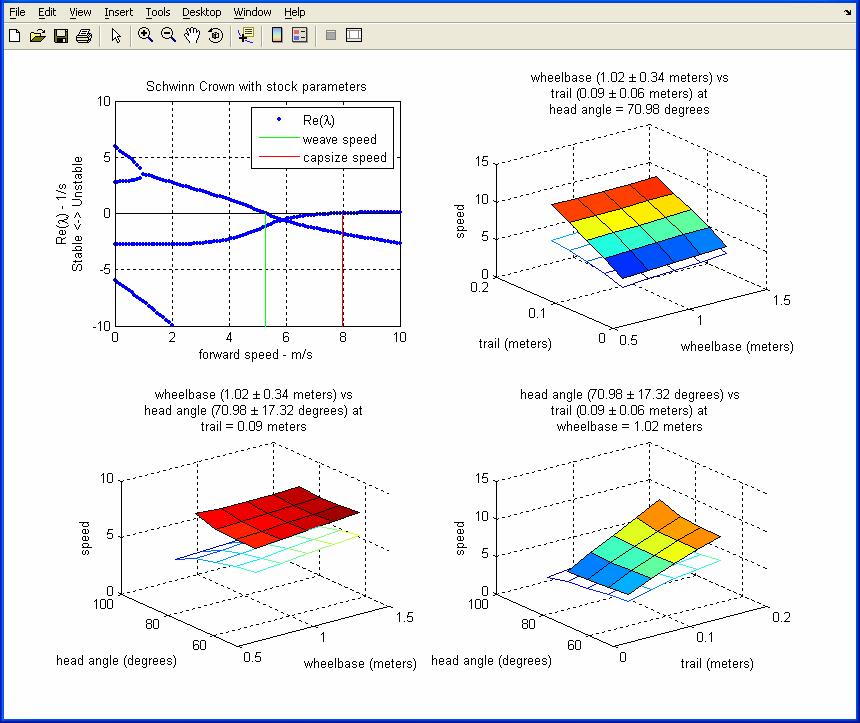 File Edit View Insert Tools Desktop Window Help
Schwinn Crown with stock parameters
10
5
0
-5
-10
0 2 4 6 8 10
Re(λ) - 1/s
Stable <-> Unstable
forward speed - m/s
Re(λ)
weave speed
capsize speed
wheelbase (1.02 ± 0.34 meters) vs
trail (0.09 ± 0.06 meters) at
head angle = 70.98 degrees
15
10
5
0
speed
0.2
0.1
0
trail (meters)
0.5
1
1.5
wheelbase (meters)
wheelbase (1.02 ± 0.34 meters) vs
head angle (70.98 ± 17.32 degrees) at
trail = 0.09 meters
10
5
0
speed
100
80
60
head angle (degrees)
0.5
1
1.5
wheelbase (meters)
head angle (70.98 ± 17.32 degrees) vs
trail (0.09 ± 0.06 meters) at
wheelbase = 1.02 meters
15
10
5
0
speed
100
80
60
head angle (degrees)
0
0.1
0.2
trail (meters)